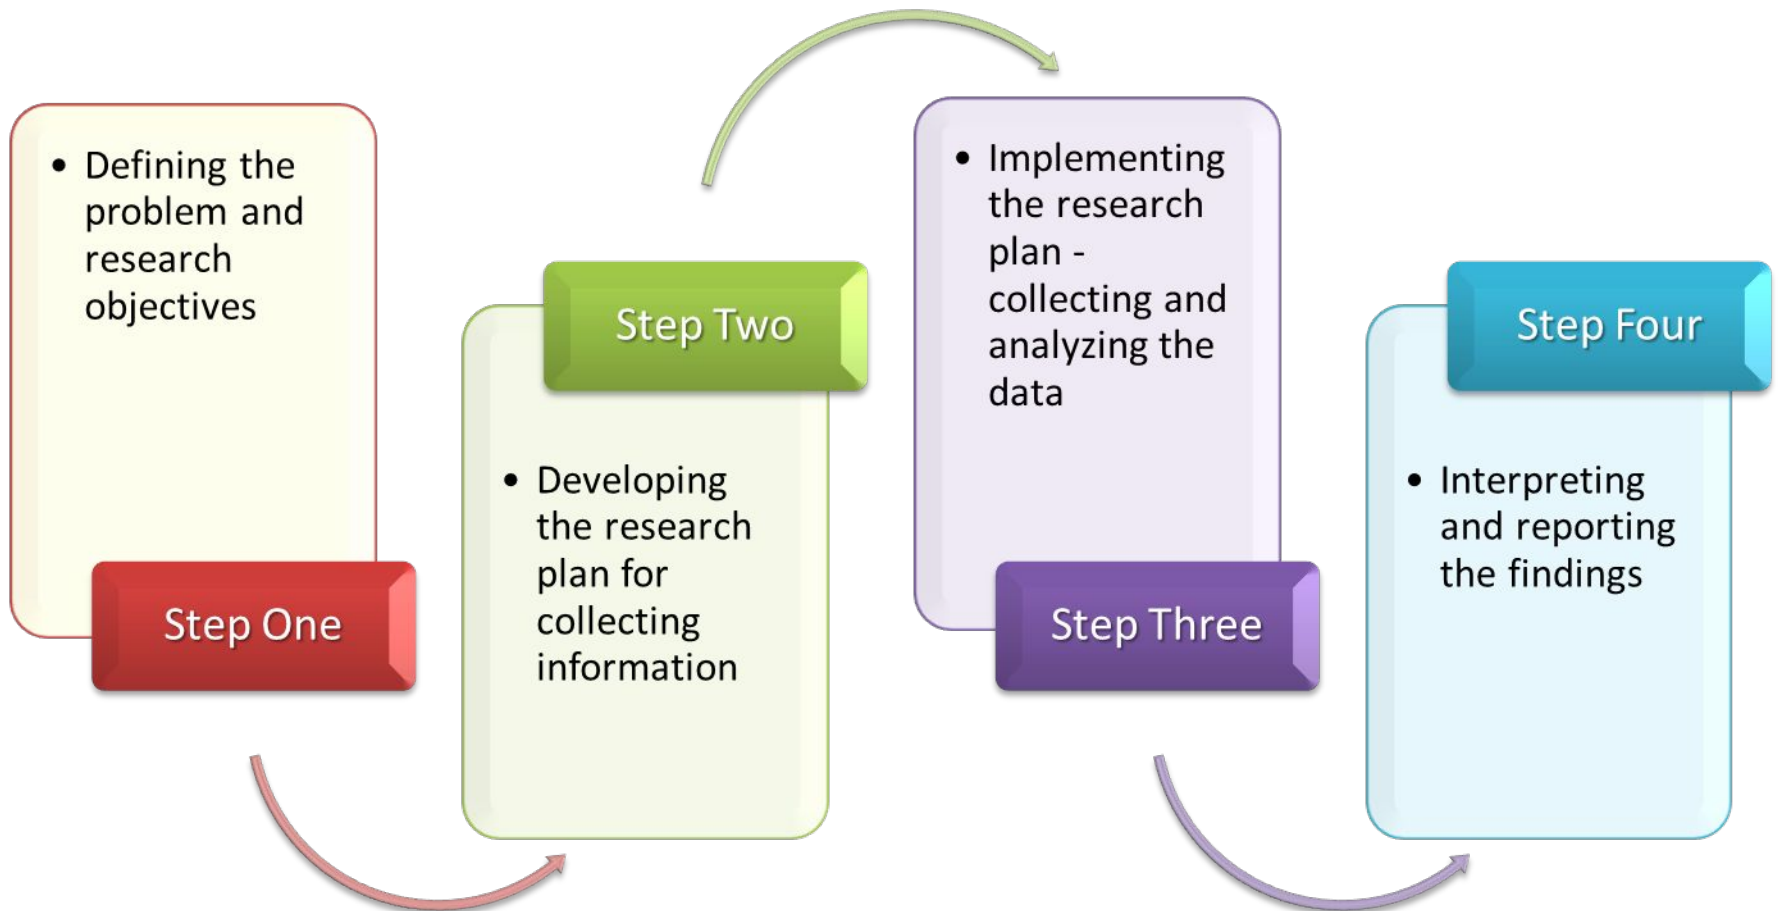 • Defining the
problem and
research
objectives
Step One
Step Two
• Developing
the research
plan for
collecting
information
• Implementing
the research
plan -
collecting and
analyzing the
data
Step Three
Step Four
• Interpreting
and reporting
the findings